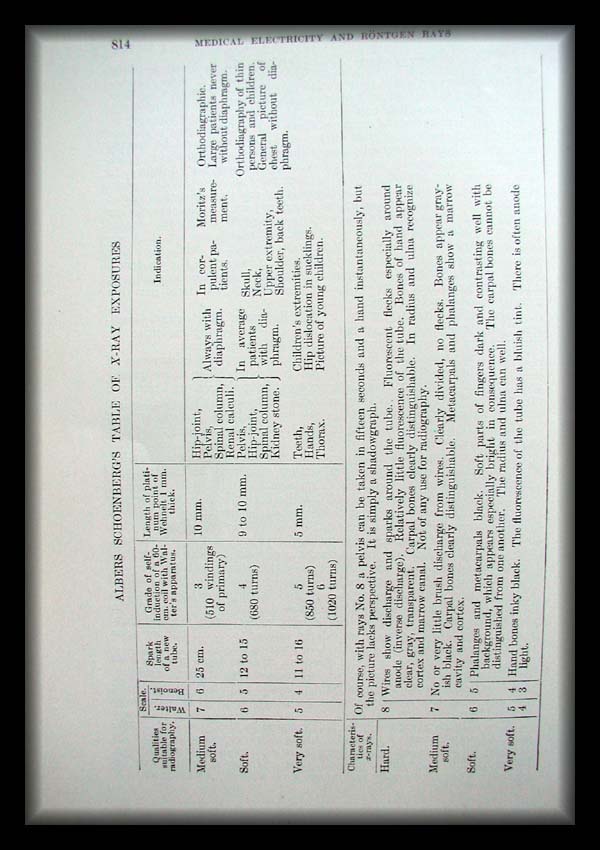 814
MEDICAL ELECTRICITY AND RÖNTGEN RAYS
ALBERS SCHOENBERG'S TABLE OF X-RAY EXPOSURES
Qualities suitable for radiography.
Scale.
Walter.
Benoist.
Spark length of a new tube.
Grade of self-induction of a 60-cm. coil with Walter's apparatus.
Length of platinum point of Wehnelt 1 mm. thick.
Indication.
Medium soft.
7
6
25 cm.
3
(510 windings of primary)
10 mm.
Hip-joint,
Pelvis,
Spinal column,
Renal calculi.
Always with diaphragm.
In corpulent patients.
Moritz's measurement.
Orthodiagraphie.
Large patients never without diaphragm.
Soft.
6
5
12 to 15
4
(680 turns)
9 to 10 mm.
Pelvis,
Hip-joint,
Spinal column,
Kidney stone.
In average patients with diaphragm.
Skull,
Neck,
Upper extremity,
Shoulder, back teeth.
Orthodiagraphy of thin persons and children.
General picture of chest without diaphragm.
Very soft.
5
4
11 to 16
5
(850 turns)
6
(1020 turns)
5 mm.
Teeth,
Hands,
Thorax.
Children's extremities.
Hip dislocation in sucklings.
Picture of young children.
Characteristics of x-rays.
Of course, with rays No. 8 a pelvis can be taken in fifteen seconds and a hand instantaneously, but
the picture lacks perspective. It is simply a shadowgraph.
Hard.
8
Wires show discharge and sparks around the tube. Fluorescent flecks especially around
anode (inverse discharge). Relatively little fluorescence of the tube. Bones of hand appear
clear, gray, transparent. Carpal bones clearly distinguishable. In radius and ulna recognize
cortex and marrow canal. Not of any use for radiography.
Medium soft.
7
No or very little brush discharge from wires. Clearly divided, no flecks. Bones appear gray-
ish black. Carpal bones clearly distinguishable. Metacarpals and phalanges show a marrow
cavity and cortex.
Soft.
6
5
Phalanges and metacarpals black. Soft parts of fingers dark and contrasting well with
background, which appears especially bright in consequence. The carpal bones cannot be
distinguished from one another. The radius and ulna can well.
Very soft.
5
4
4
3
Hand bones inky black. The fluorescence of the tube has a bluish tint. There is often anode
light.